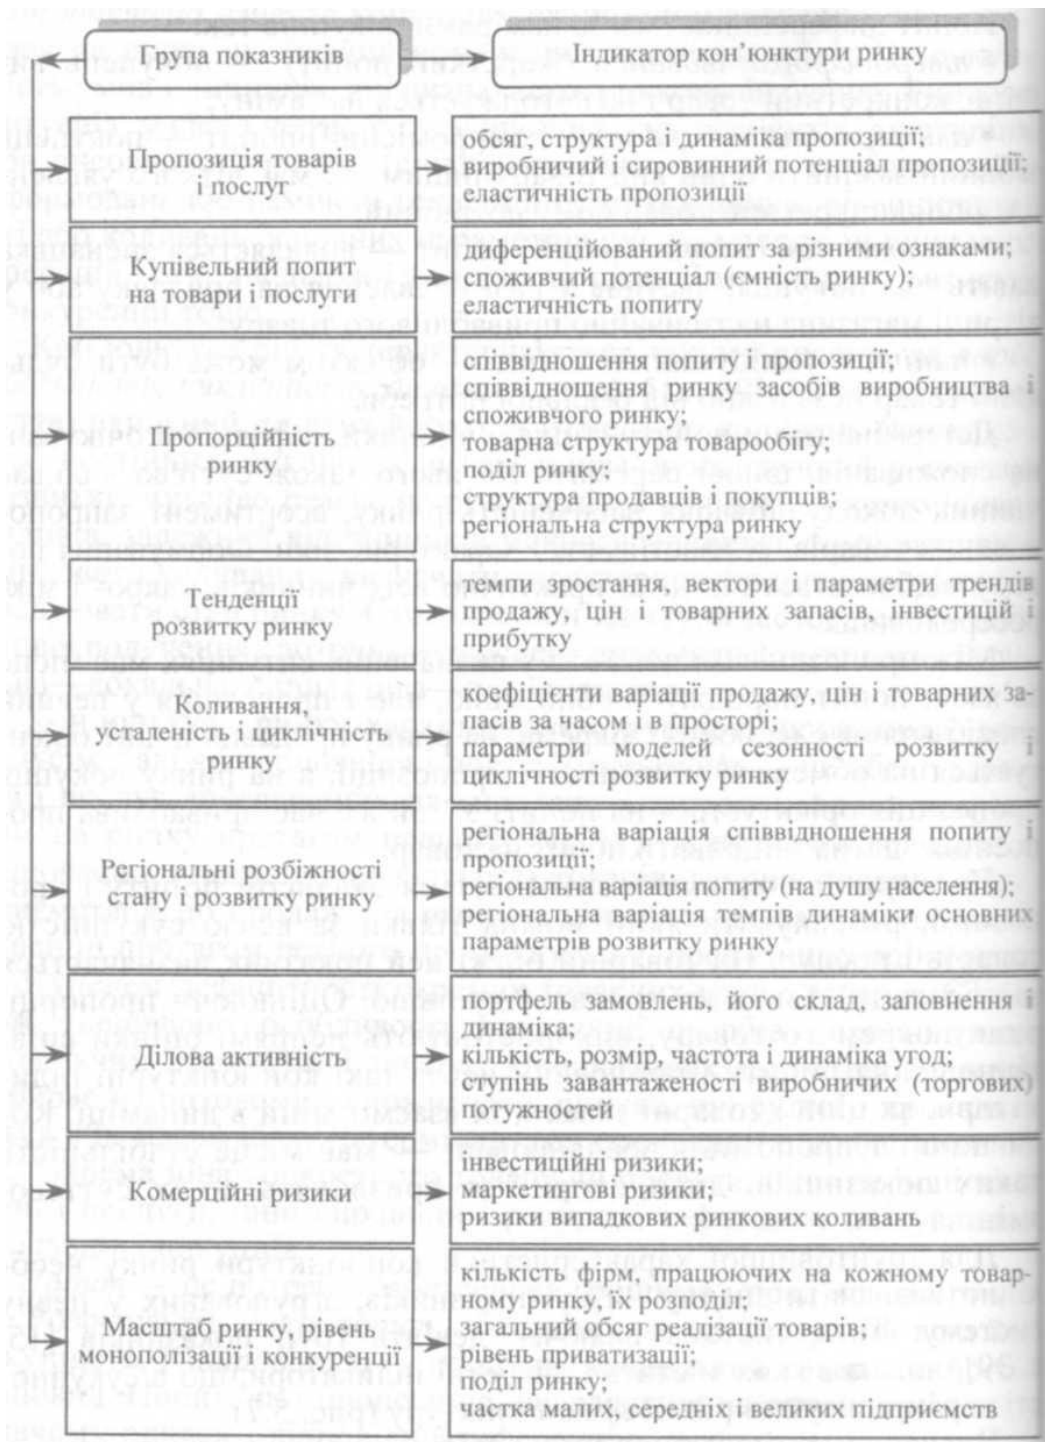 Група показників
Індикатор кон’юнктури ринку
Пропозиція товарів
і послуг
обсяг, структура і динаміка пропозиції;
виробничий і сировинний потенціал пропозиції;
еластичність пропозиції
Купівельний попит
на товари і послуги
диференційований попит за різними ознаками;
споживчий потенціал (ємність ринку);
еластичність попиту
Пропорційність
ринку
співвідношення попиту і пропозиції;
співвідношення ринку засобів виробництва і
споживчого ринку;
товарна структура товарообігу;
поділ ринку;
структура продавців і покупців;
регіональна структура ринку
Тенденції
розвитку ринку
темпи зростання, вектори і параметри трендів
продажу, цін і товарних запасів, інвестицій і
прибутку
Коливання,
усталеність і циклічність
ринку
коефіцієнти варіації продажу, цін і товарних за-
пасів за часом і в просторі;
параметри моделей сезонності розвитку і
циклічності розвитку ринку
Регіональні розбіжності
стану і розвитку ринку
регіональна варіація співвідношення попиту і
пропозиції;
регіональна варіація попиту (на душу населення);
регіональна варіація темпів динаміки основних
параметрів розвитку ринку
Ділова активність
портфель замовлень, його склад, заповнення і
динаміка;
кількість, розмір, частота і динаміка угод;
ступінь завантаженості виробничих (торгових)
потужностей
Комерційні ризики
інвестиційні ризики;
маркетингові ризики;
ризики випадкових ринкових коливань
Масштаб ринку, рівень
монополізації і конкуренції
кількість фірм, працюючих на кожному товар-
ному ринку, їх розподіл;
загальний обсяг реалізації товарів;
рівень приватизації;
поділ ринку;
частка малих, середніх і великих підприємств